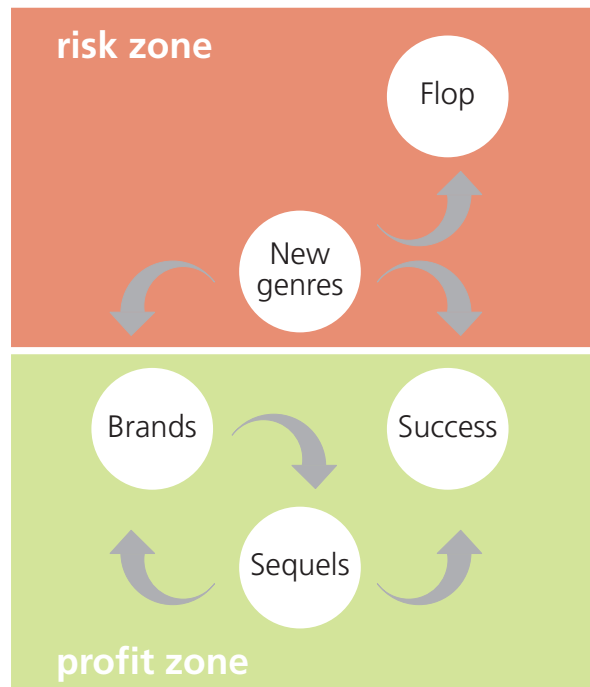 risk zone
Flop
New
genres
Brands
Success
Sequels
profit zone